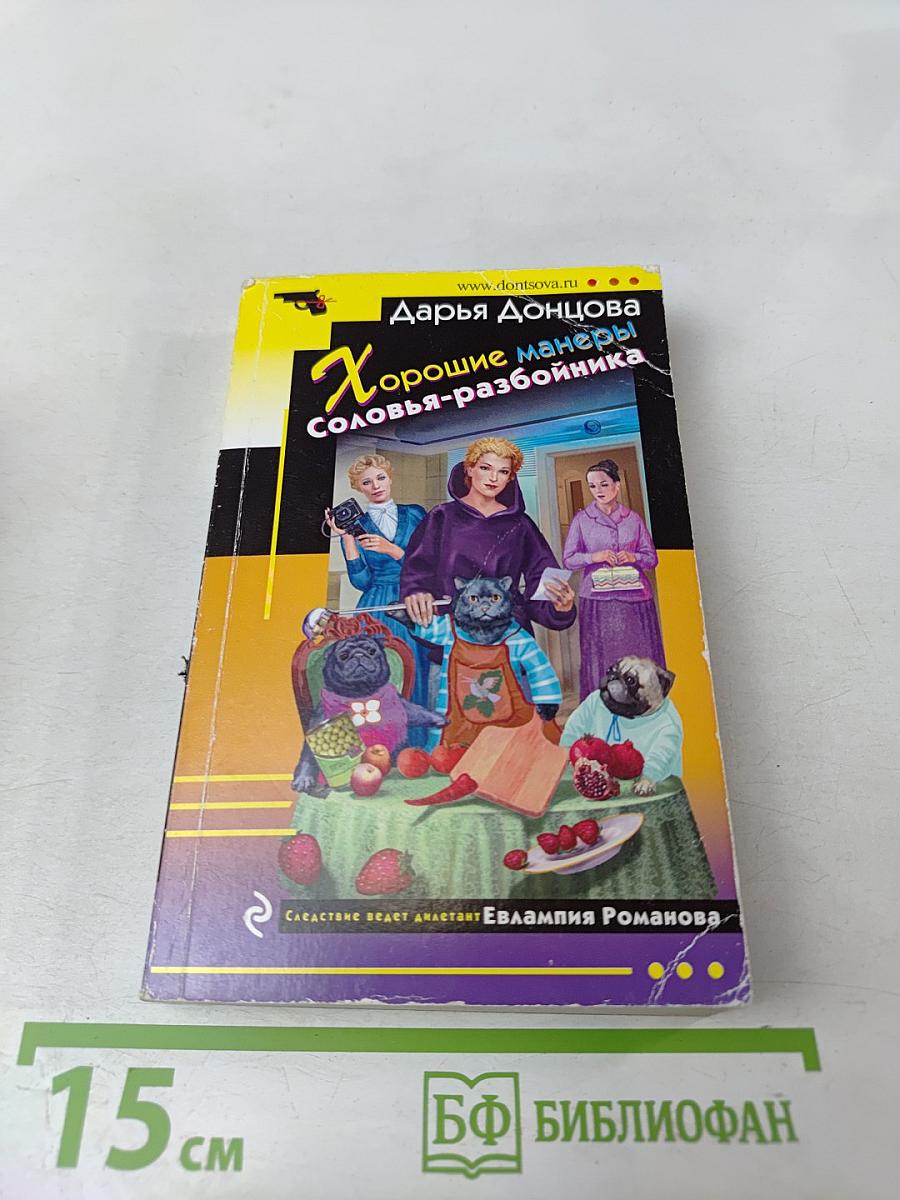 www.dontsova.ru
Дарья Донцова
Хорошие манеры
Соловья-разбойника
Следствие ведет дилетант Евлампия Романова
15 см
БФ БИБЛИОФАН